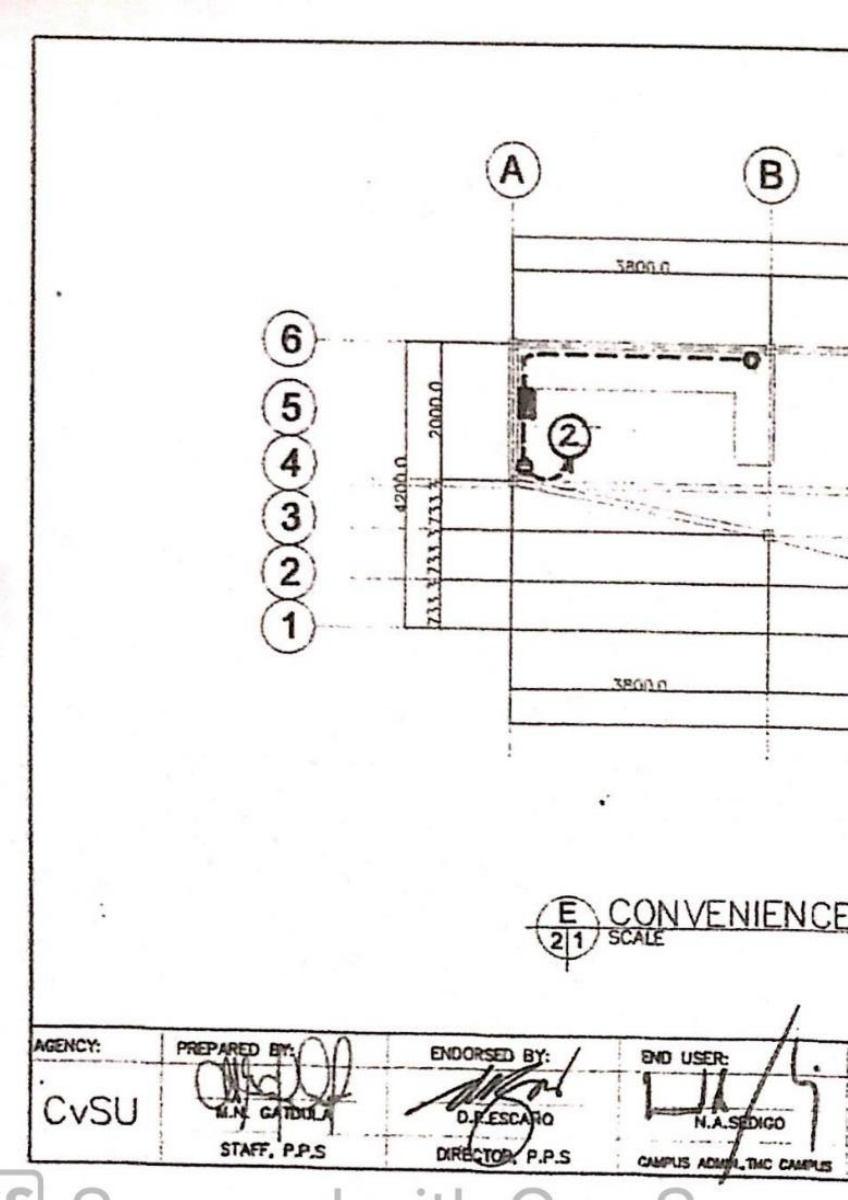 A B
3800.0
6
5
2000.0
2
4
4200.0
733.3
3
733.3
2
733.3
1
3800.0
E CONVENIENCE
2 1 SCALE
AGENCY: PREPARED BY: ENDORSED BY: END USER:
CvSU M.N. GATDULA D.R.ESCARO N.A.SEDIGO
STAFF, P.P.S DIRECTOR, P.P.S CAMPUS ADMIN.,TMC CAMPUS